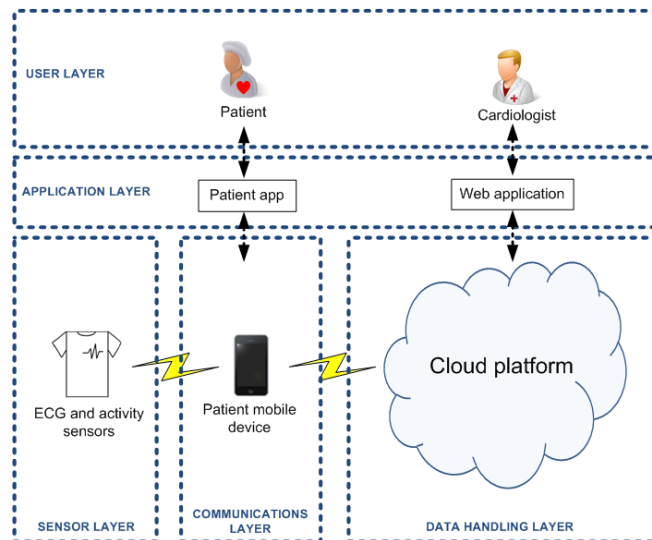 USER LAYER
Patient
Cardiologist
APPLICATION LAYER
Patient app
Web application
ECG and activity
sensors
Patient mobile
device
Cloud platform
SENSOR LAYER
COMMUNICATIONS
LAYER
DATA HANDLING LAYER